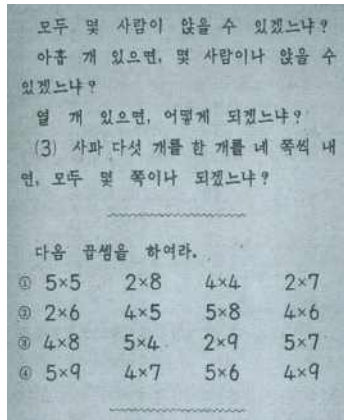 모두 몇 사람이 앉을 수 있겠느냐?
아홉 개 있으면, 몇 사람이나 앉을 수
있겠느냐?
열 개 있으면, 어떻게 되겠느냐?
(3) 사과 다섯 개를 한 개를 네 쪽씩 내
면, 모두 몇 쪽이나 되겠느냐?
다음 곱셈을 하여라.
① 5×5 2×8 4×4 2×7
② 2×6 4×5 5×8 4×6
③ 4×8 5×4 2×9 5×7
④ 5×9 4×7 5×6 4×9